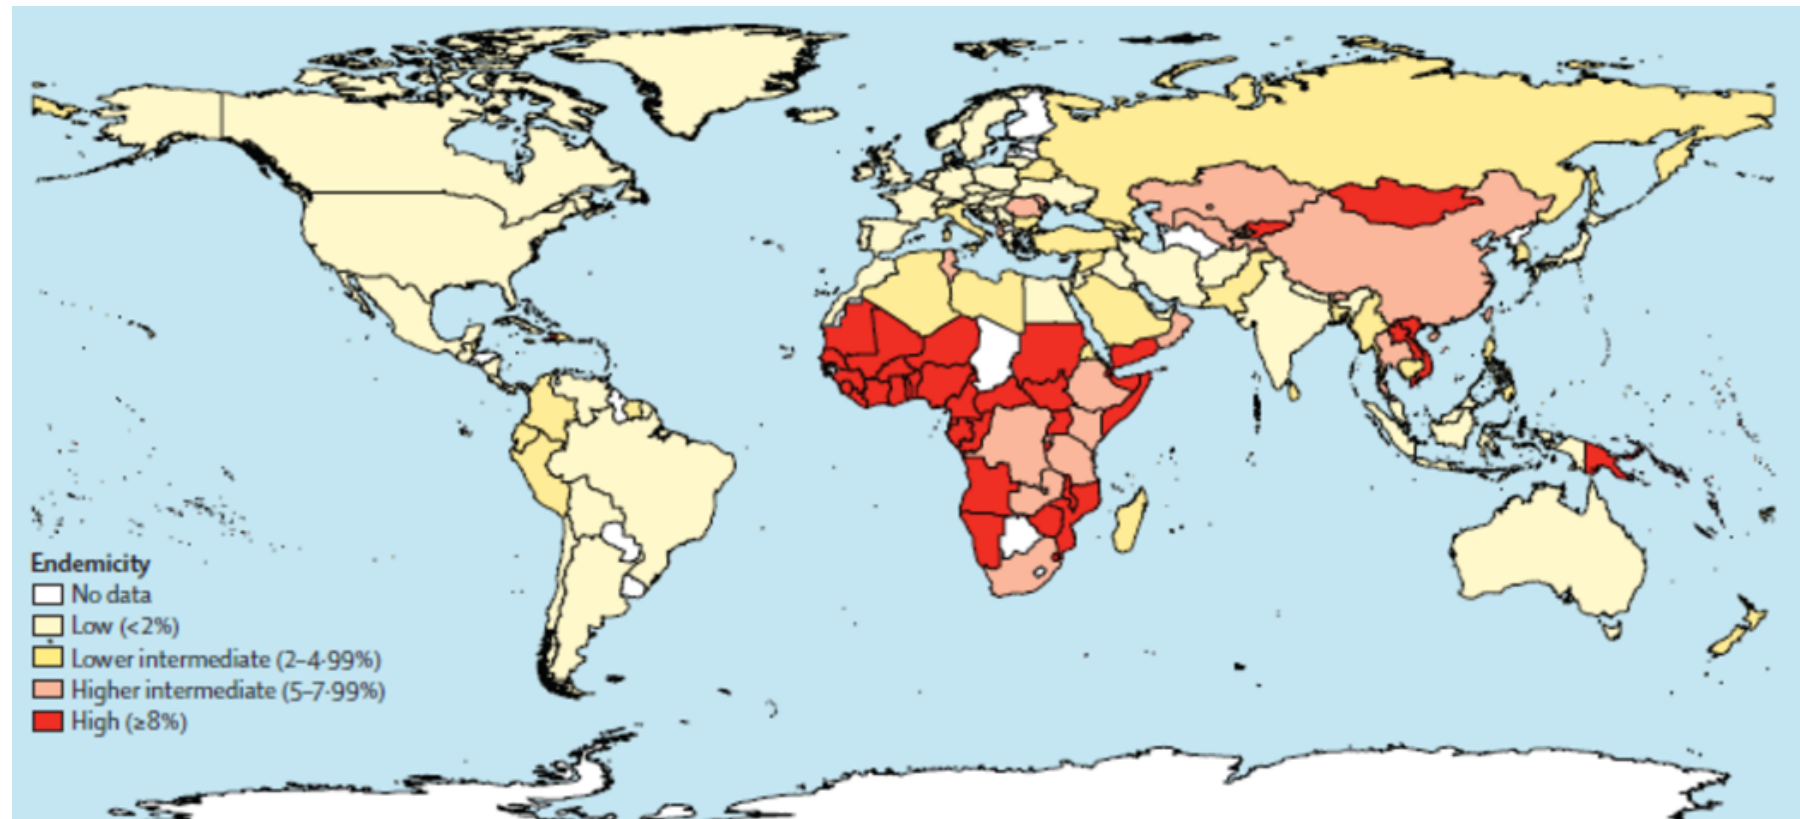 Endemicity
No data
Low (<2%)
Lower intermediate (2–4·99%)
Higher intermediate (5–7·99%)
High (≥8%)